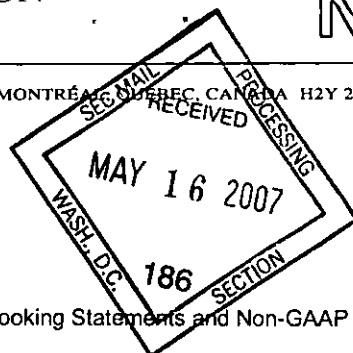 ON
MONTRÉAL, QUÉBEC, CANADA H2Y 2
SEC MAIL
RECEIVED
PROCESSING
MAY 16 2007
WASH., D.C.
186
SECTION
ooking Statements and Non-GAAP